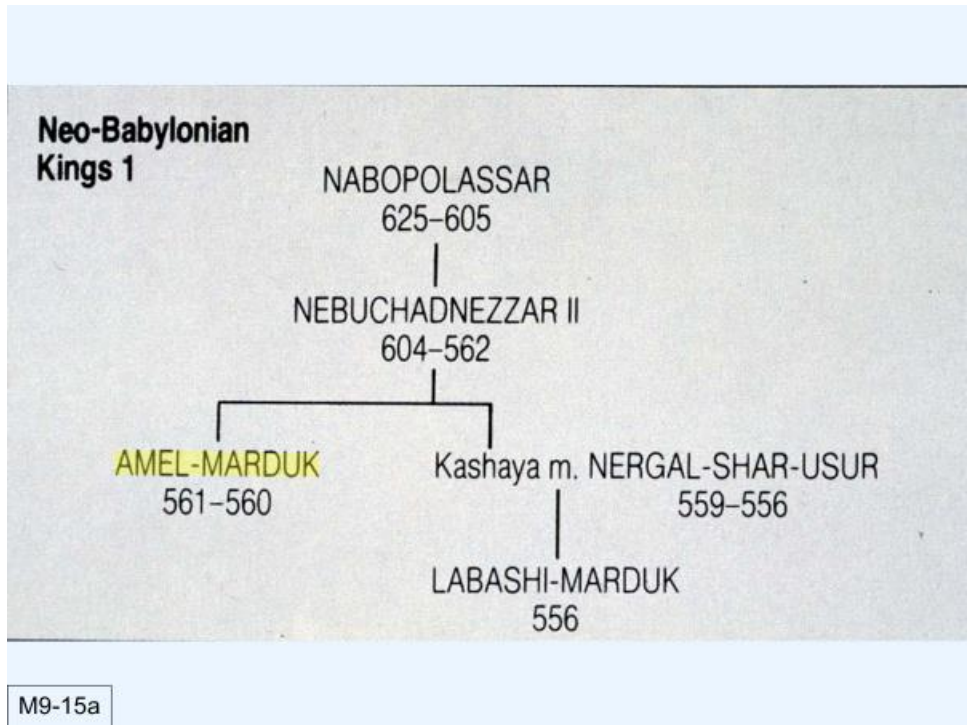 Neo-Babylonian
Kings 1
NABOPOLASSAR
625–605
NEBUCHADNEZZAR II
604–562
AMEL-MARDUK
561–560
Kashaya m. NERGAL-SHAR-USUR
559–556
LABASHI-MARDUK
556
M9-15a